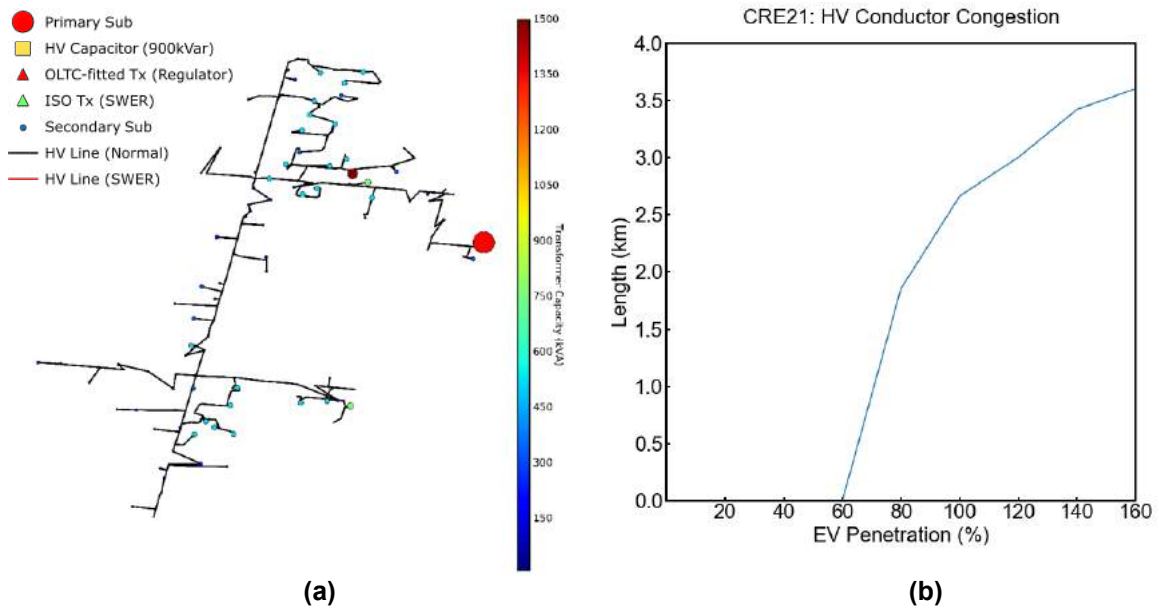 Primary Sub
HV Capacitor (900kVar)
OLTC-fitted Tx (Regulator)
ISO Tx (SWER)
Secondary Sub
HV Line (Normal)
HV Line (SWER)
1500
1350
1200
1050
900
750
600
450
300
150
Transformer Capacity (kVA)
(a)
CRE21: HV Conductor Congestion
4.0
3.5
3.0
2.5
2.0
1.5
1.0
0.5
0.0
Length (km)
20 40 60 80 100 120 140 160
EV Penetration (%)
(b)